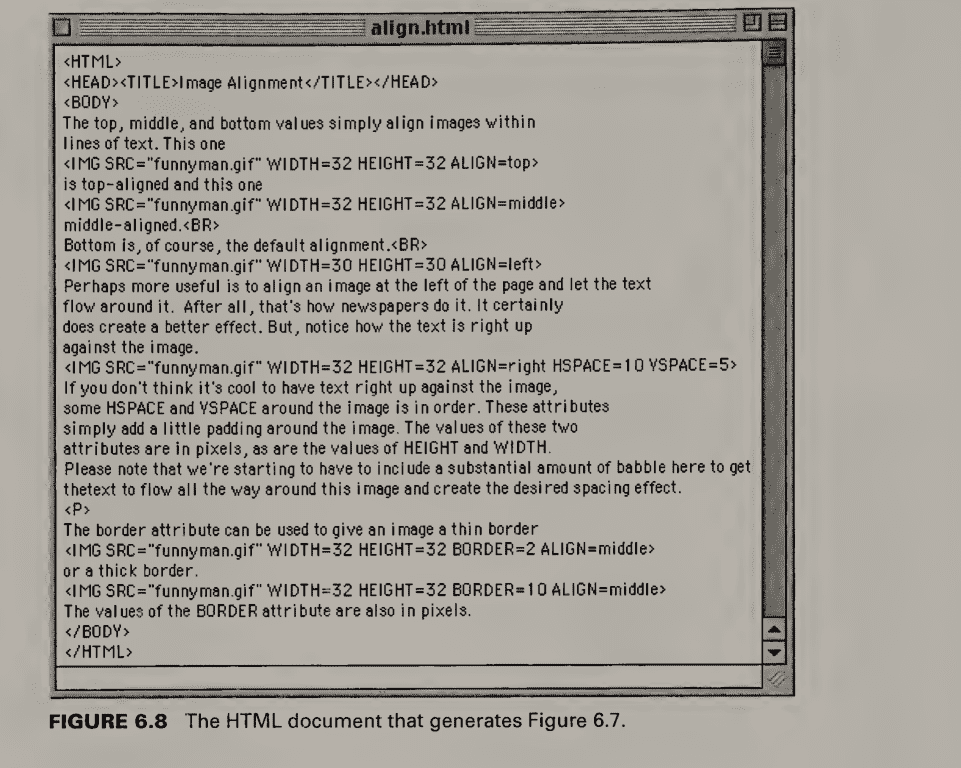 align.html
<HTML>
<HEAD><TITLE>Image Alignment</TITLE></HEAD>
<BODY>
The top, middle, and bottom values simply align images within
lines of text. This one
<IMG SRC="funnyman.gif" WIDTH=32 HEIGHT=32 ALIGN=top>
is top-aligned and this one
<IMG SRC="funnyman.gif" WIDTH=32 HEIGHT=32 ALIGN=middle>
middle-aligned.<BR>
Bottom is, of course, the default alignment.<BR>
<IMG SRC="funnyman.gif" WIDTH=30 HEIGHT=30 ALIGN=left>
Perhaps more useful is to align an image at the left of the page and let the text
flow around it. After all, that's how newspapers do it. It certainly
does create a better effect. But, notice how the text is right up
against the image.
<IMG SRC="funnyman.gif" WIDTH=32 HEIGHT=32 ALIGN=right HSPACE=10 VSPACE=5>
If you don't think it's cool to have text right up against the image,
some HSPACE and VSPACE around the image is in order. These attributes
simply add a little padding around the image. The values of these two
attributes are in pixels, as are the values of HEIGHT and WIDTH.
Please note that we're starting to have to include a substantial amount of babble here to get
thetext to flow all the way around this image and create the desired spacing effect.
<P>
The border attribute can be used to give an image a thin border
<IMG SRC="funnyman.gif" WIDTH=32 HEIGHT=32 BORDER=2 ALIGN=middle>
or a thick border.
<IMG SRC="funnyman.gif" WIDTH=32 HEIGHT=32 BORDER=10 ALIGN=middle>
The values of the BORDER attribute are also in pixels.
</BODY>
</HTML>
FIGURE 6.8 The HTML document that generates Figure 6.7.